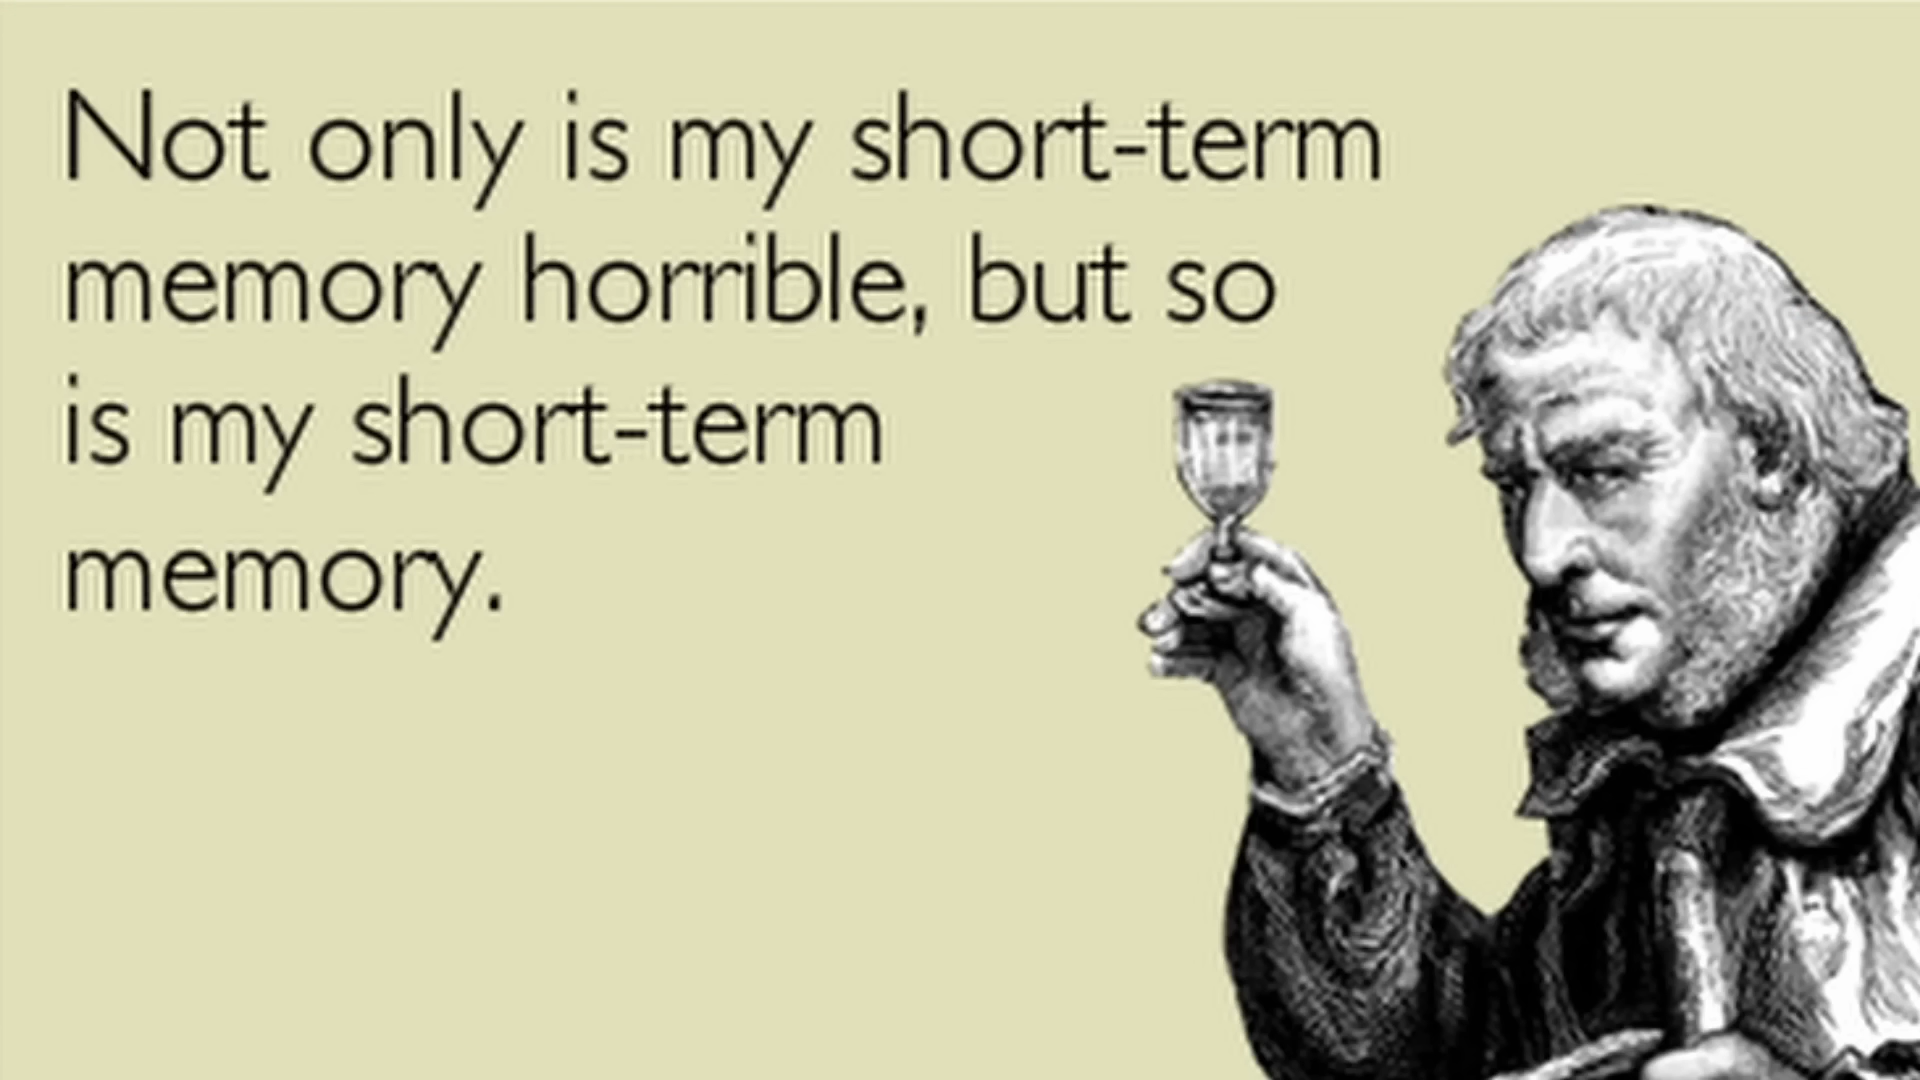 Not only is my short-term
memory horrible, but so
is my short-term
memory.